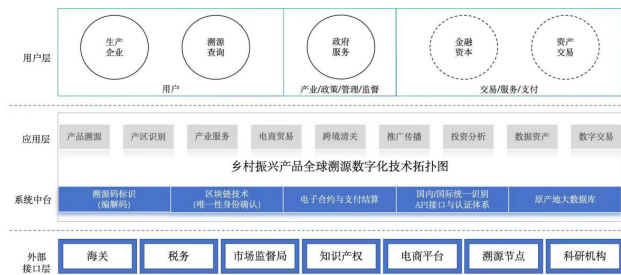 用户层
生产
企业
溯源
查询
政府
服务
金融
资本
资产
交易
用户
产业/政策/管理/监督
交易/服务/支付
应用层
产品溯源
产区识别
产业服务
电商贸易
跨境清关
推广传播
投资分析
数据资产
数字交易
乡村振兴产品全球溯源数字化技术拓扑图
系统中台
溯源码标识
(编解码)
区块链技术
(唯一性身份确认)
电子合约与支付结算
国内/国际统一识别
API接口与认证体系
原产地大数据库
外部
接口层
海关
税务
市场监督局
知识产权
电商平台
溯源节点
科研机构